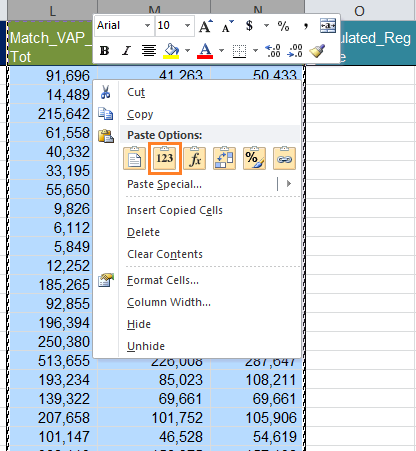 L M N O
Arial 10 A A $ % ,
B I A .00 .0
Match_VAP_ ulated_Reg
Tot e
91,696 41,263 50,433
14,489
215,642
61,558
40,332
33,195
55,650
9,826
6,112
5,849
12,252
185,265
92,855
196,394
250,380
513,655 226,008 287,647
193,234 85,023 108,211
139,322 69,661 69,661
207,658 101,752 105,906
101,147 46,528 54,619
Cut
Copy
Paste Options:
123 fx %
Paste Special...
Insert Copied Cells
Delete
Clear Contents
Format Cells...
Column Width...
Hide
Unhide